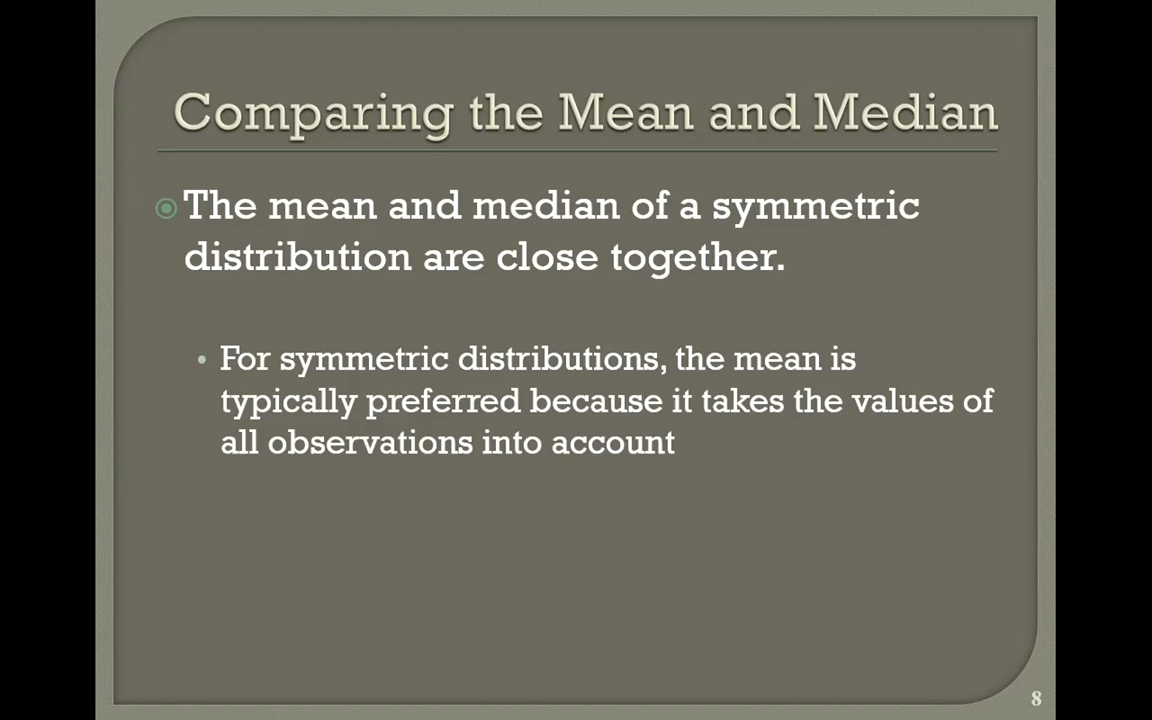 Comparing the Mean and Median
The mean and median of a symmetric
distribution are close together.
• For symmetric distributions, the mean is
typically preferred because it takes the values of
all observations into account
8